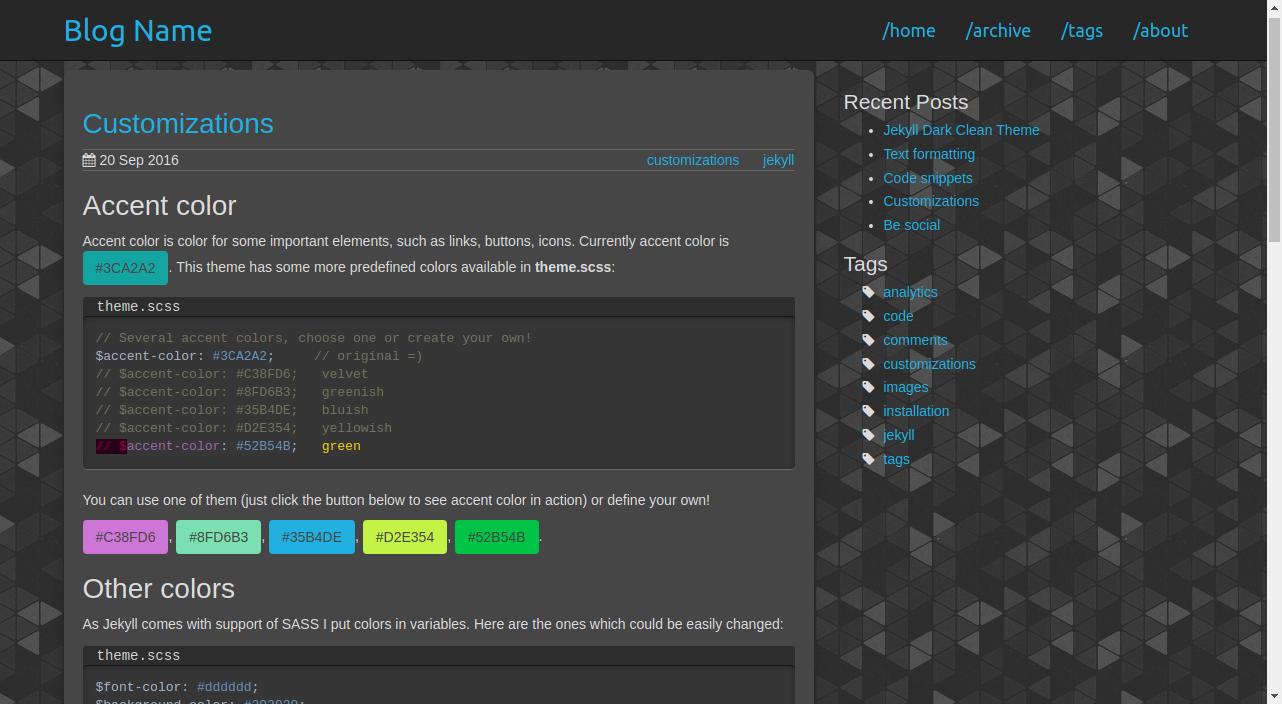 Blog Name
/home /archive /tags /about
Customizations
20 Sep 2016 customizations jekyll
Accent color
Accent color is color for some important elements, such as links, buttons, icons. Currently accent color is
#3CA2A2. This theme has some more predefined colors available in theme.scss:
theme.scss
// Several accent colors, choose one or create your own!
$accent-color: #3CA2A2; // original =)
// $accent-color: #C38FD6; velvet
// $accent-color: #8FD6B3; greenish
// $accent-color: #35B4DE; bluish
// $accent-color: #D2E354; yellowish
// $accent-color: #52B54B; green
You can use one of them (just click the button below to see accent color in action) or define your own!
#C38FD6, #8FD6B3, #35B4DE, #D2E354, #52B54B.
Other colors
As Jekyll comes with support of SASS I put colors in variables. Here are the ones which could be easily changed:
theme.scss
$font-color: #dddddd;
Recent Posts
Jekyll Dark Clean Theme
Text formatting
Code snippets
Customizations
Be social
Tags
analytics
code
comments
customizations
images
installation
jekyll
tags